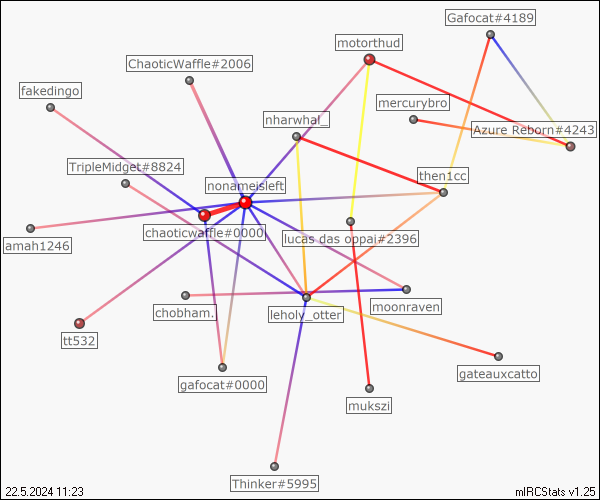 Gafocat#4189
motorthud
ChaoticWaffle#2006
fakedingo
mercurybro
nharwhal_
Azure Reborn#4243
TripleMidget#8824
then1cc
nonameisleft
chaoticwaffle#0000
lucas das oppai#2396
amah1246
chobham.
moonraven
leholy_otter
tt532
gateauxcatto
gafocat#0000
mukszi
Thinker#5995
22.5.2024 11:23
mIRCStats v1.25